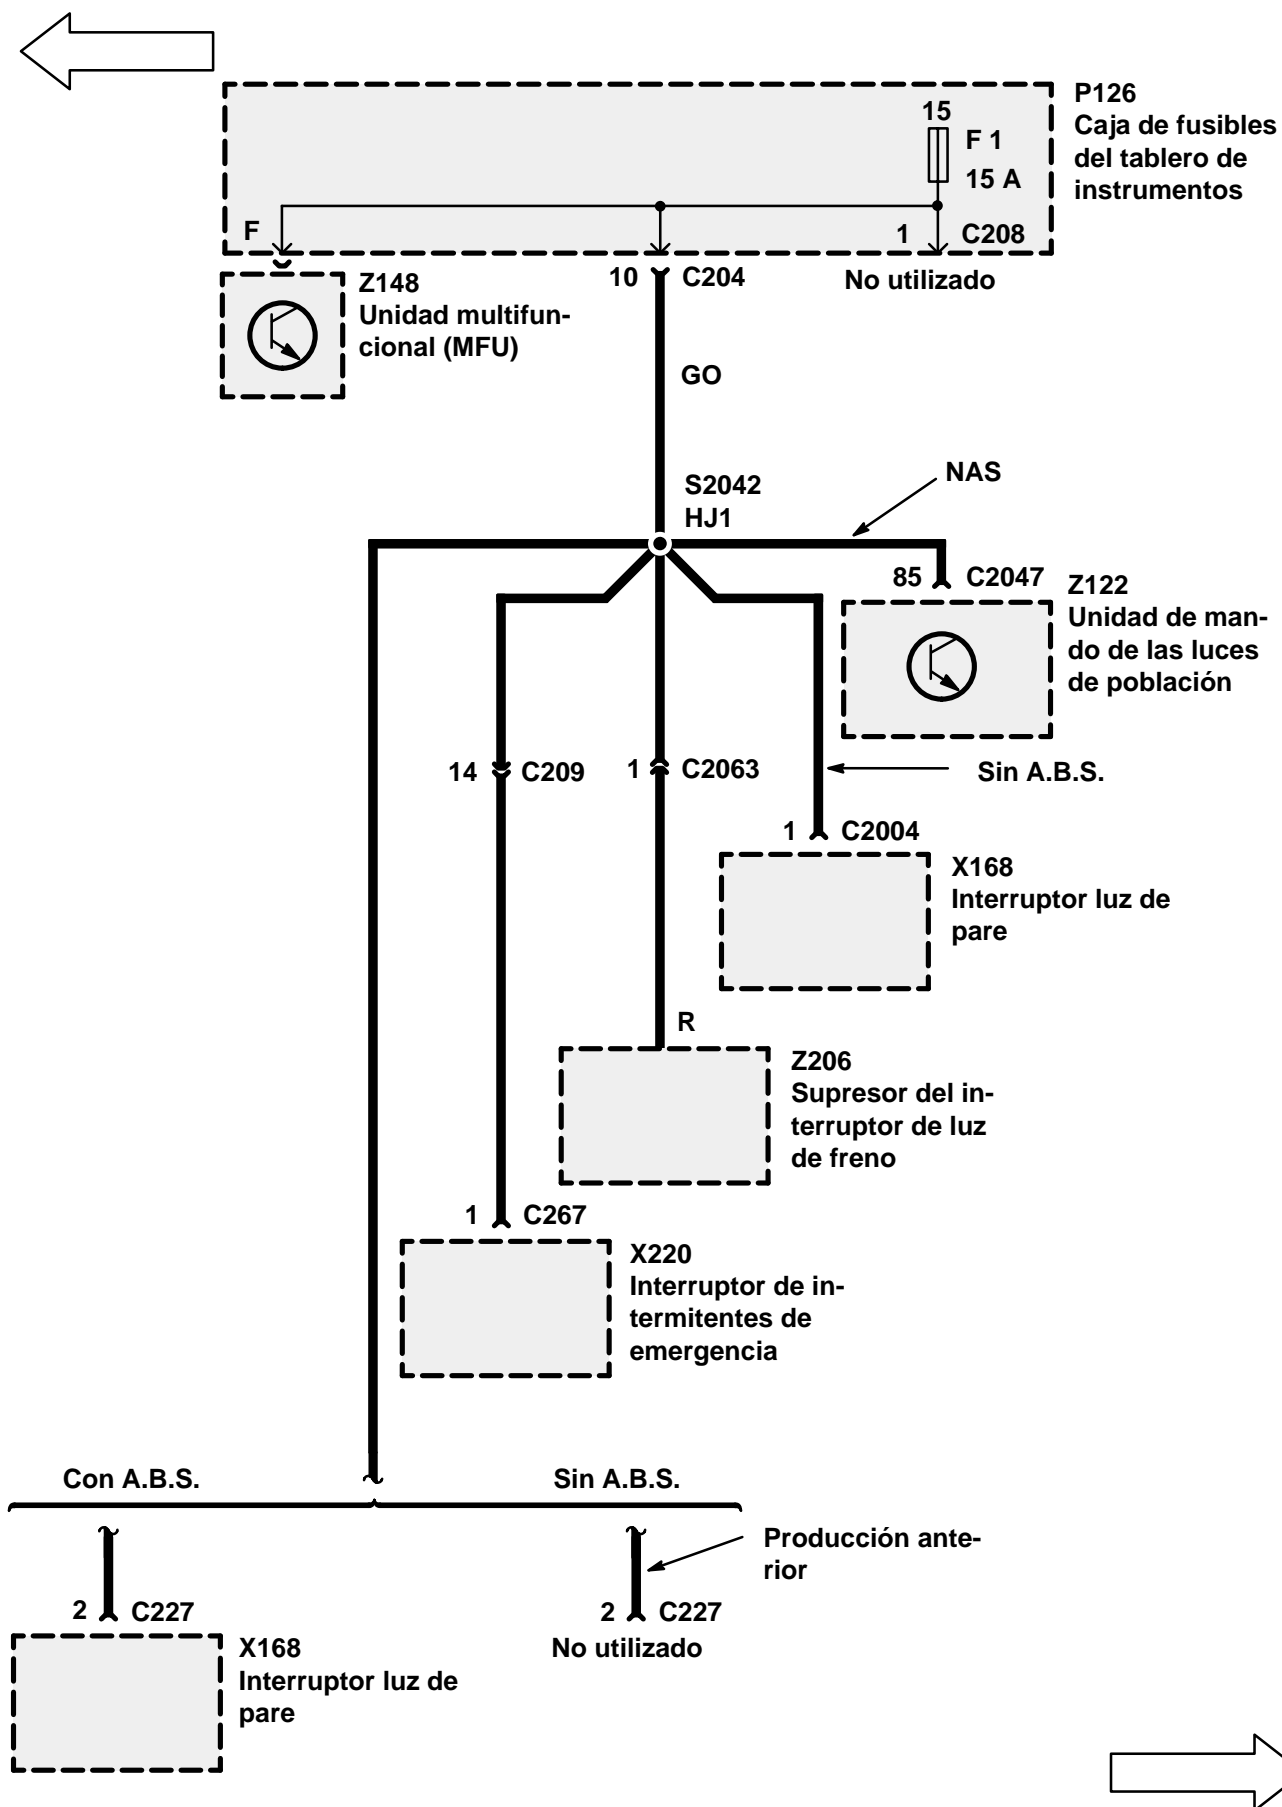 P126
Caja de fusibles
del tablero de
instrumentos
15
F 1
15 A
F
1
C208
10
C204
No utilizado
Z148
Unidad multifun-
cional (MFU)
GO
S2042
HJ1
NAS
85
C2047
Z122
Unidad de man-
do de las luces
de población
14
C209
1
C2063
Sin A.B.S.
1
C2004
X168
Interruptor luz de
pare
R
Z206
Supresor del in-
terruptor de luz
de freno
1
C267
X220
Interruptor de in-
termitentes de
emergencia
Con A.B.S.
Sin A.B.S.
Producción ante-
rior
2
C227
2
C227
No utilizado
X168
Interruptor luz de
pare